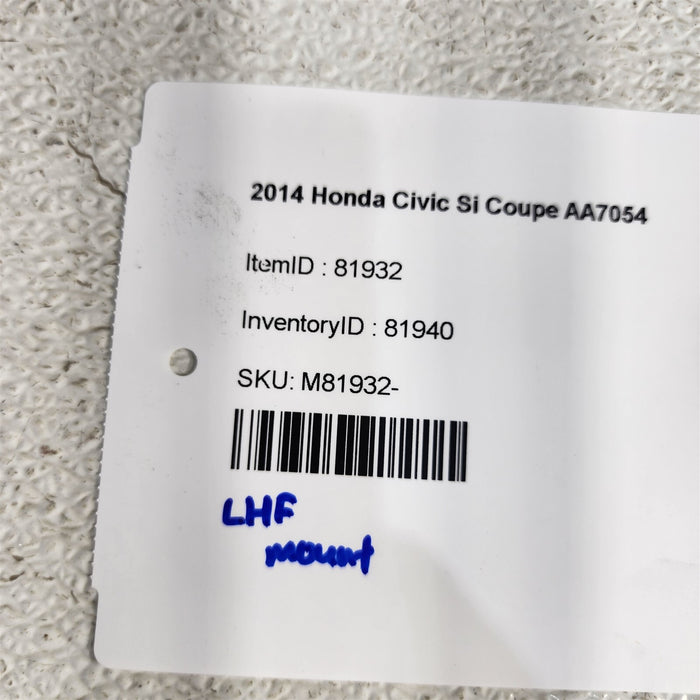 2014 Honda Civic Si Coupe AA7054
ItemID : 81932
InventoryID : 81940
SKU: M81932-
LHF
mount